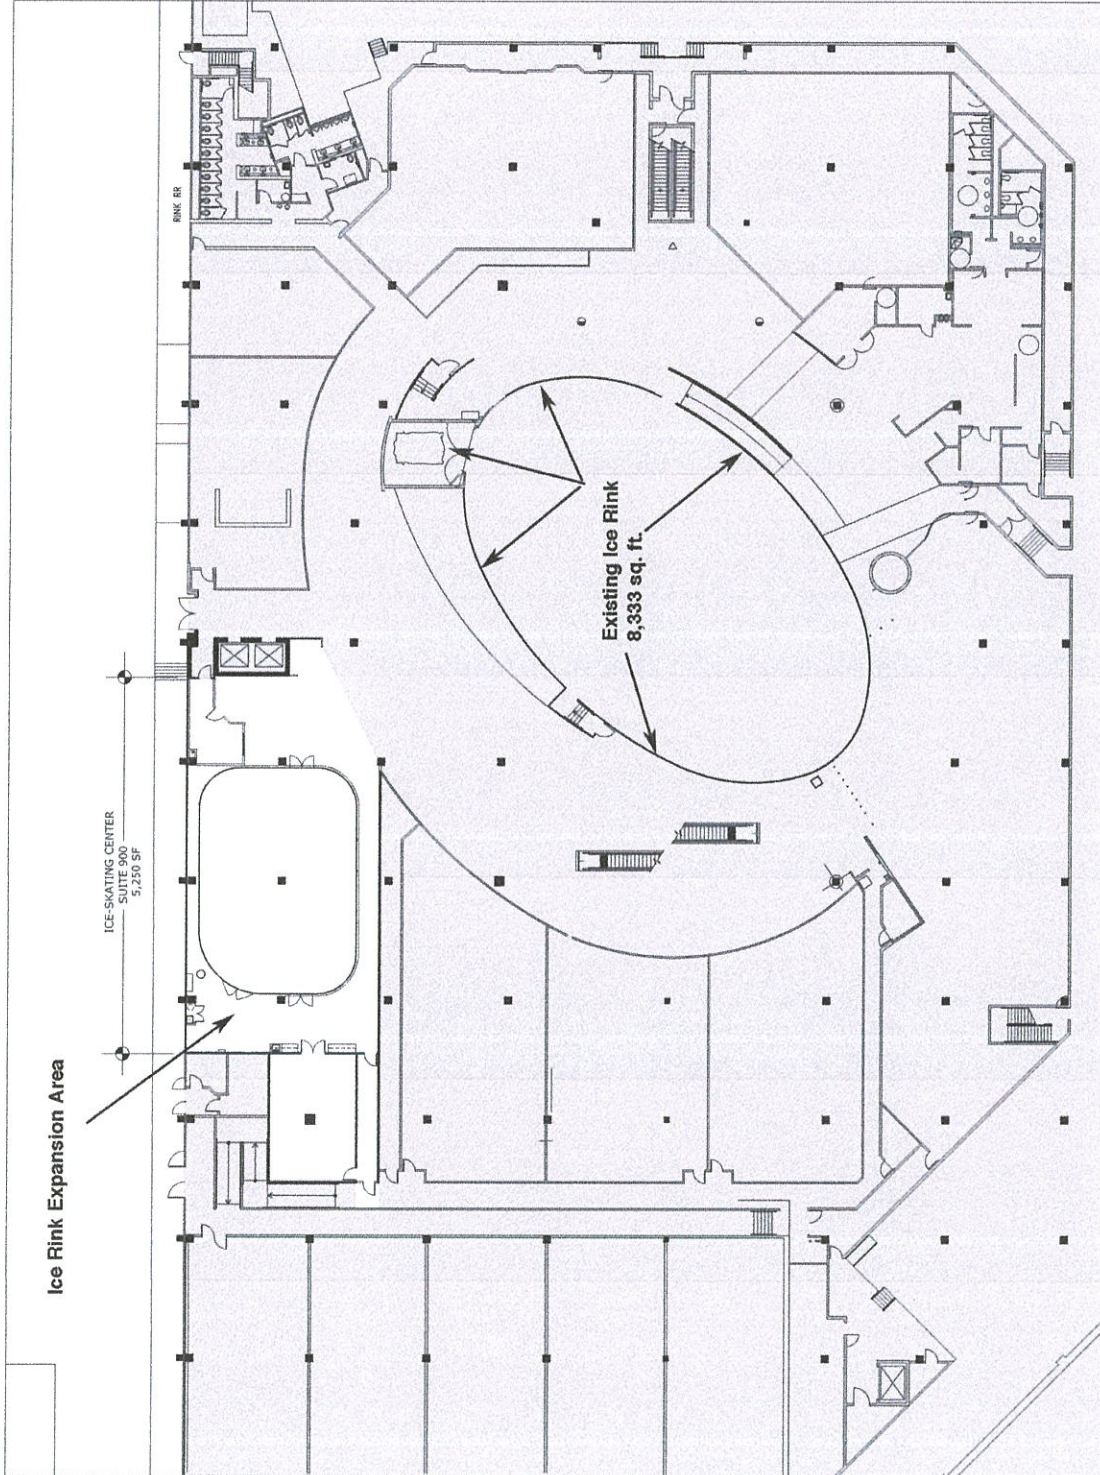 Ice Rink Expansion Area
ICE-SKATING CENTER
SUITE 900
5,250 SF
RINK RR
Existing Ice Rink
8,333 sq. ft.